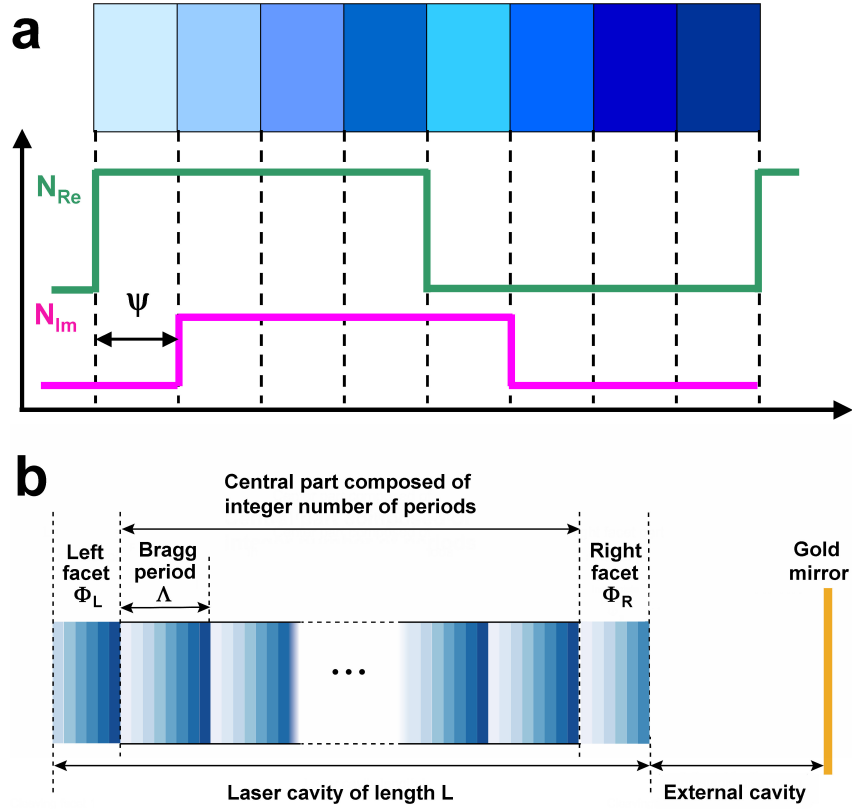 a
N_Re
ψ
N_Im
b
Central part composed of
integer number of periods
Left
facet
Φ_L
Bragg
period
Λ
Right
facet
Φ_R
Gold
mirror
...
Laser cavity of length L
External cavity